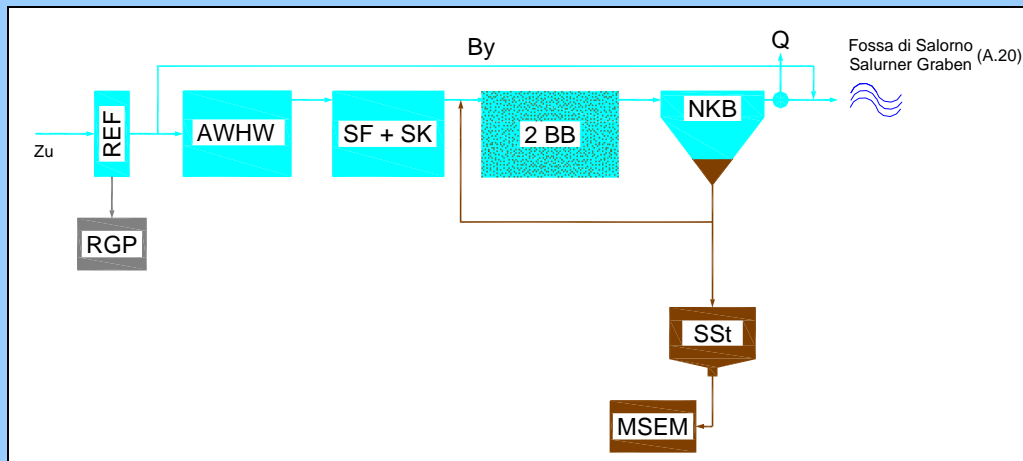 By
Q
Fossa di Salorno
Salurner Graben (A.20)
Zu
REF
AWHW
SF + SK
2 BB
NKB
RGP
SSt
MSEM